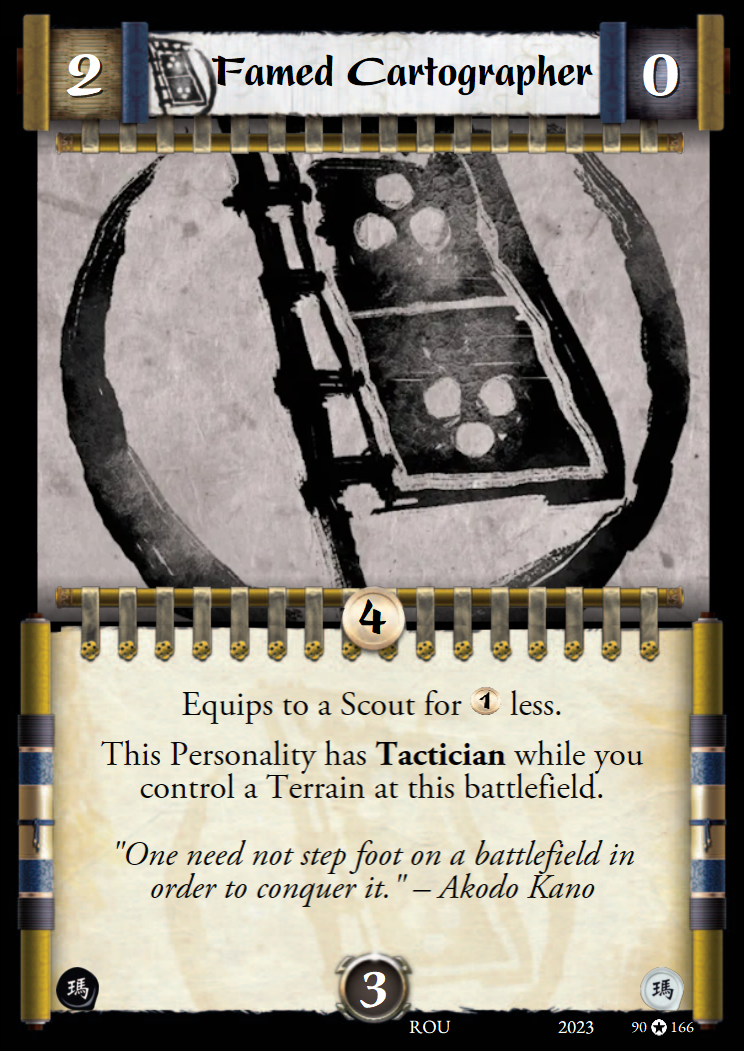 2 Famed Cartographer 0
4
Equips to a Scout for 1 less.
This Personality has Tactician while you
control a Terrain at this battlefield.
"One need not step foot on a battlefield in
order to conquer it." – Akodo Kano
瑪 3 瑪
ROU 2023 90 ✪ 166